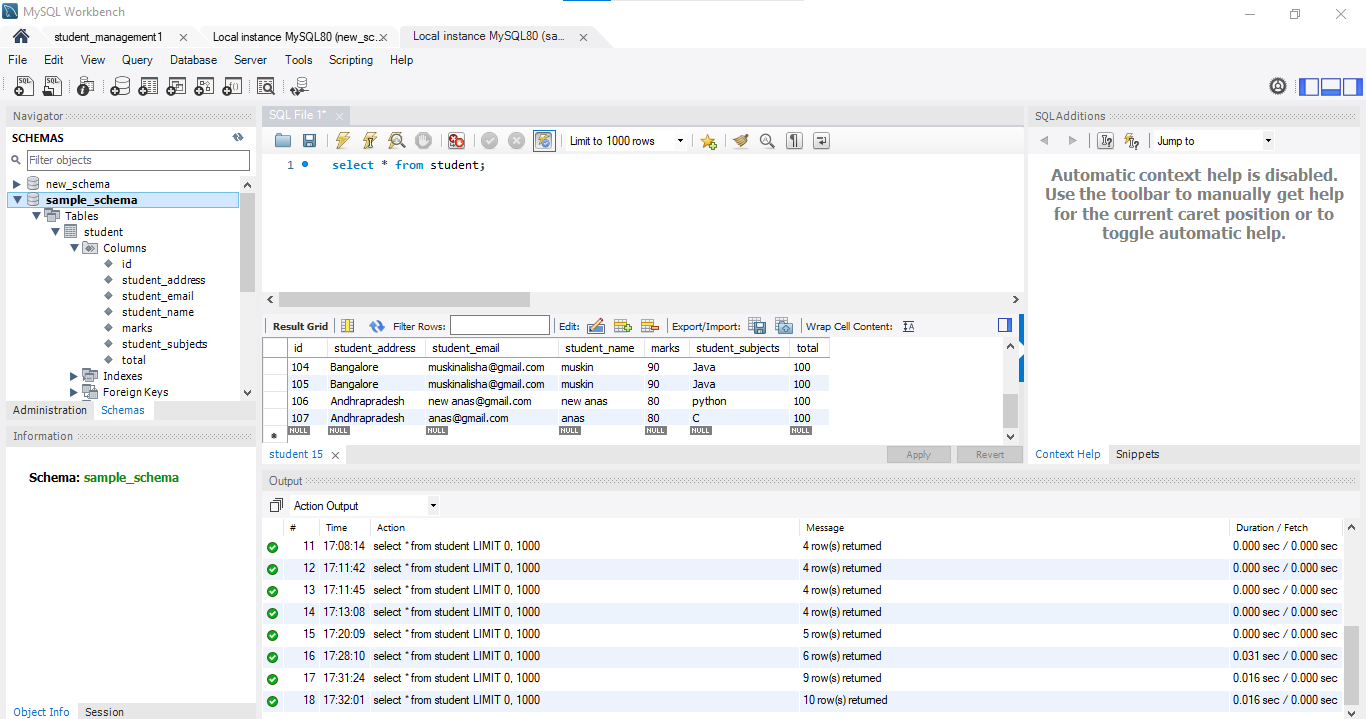 MySQL Workbench
student_management1
Local instance MySQL80 (new_sc...
Local instance MySQL80 (sa...
File Edit View Query Database Server Tools Scripting Help
Navigator
SCHEMAS
Filter objects
new_schema
sample_schema
Tables
student
Columns
id
student_address
student_email
student_name
marks
student_subjects
total
Indexes
Foreign Keys
Administration Schemas
Information
Schema: sample_schema
Object Info Session
SQL File 1*
Limit to 1000 rows
1 select * from student;
Result Grid Filter Rows: Edit: Export/Import: Wrap Cell Content:
id student_address student_email student_name marks student_subjects total
104 Bangalore muskinalisha@gmail.com muskin 90 Java 100
105 Bangalore muskinalisha@gmail.com muskin 90 Java 100
106 Andhrapradesh new anas@gmail.com new anas 80 python 100
107 Andhrapradesh anas@gmail.com anas 80 C 100
NULL NULL NULL NULL NULL NULL NULL
student 15 Apply Revert
SQLAdditions
Jump to
Automatic context help is disabled.
Use the toolbar to manually get help
for the current caret position or to
toggle automatic help.
Context Help Snippets
Output
Action Output
# Time Action Message Duration / Fetch
11 17:08:14 select * from student LIMIT 0, 1000 4 row(s) returned 0.000 sec / 0.000 sec
12 17:11:42 select * from student LIMIT 0, 1000 4 row(s) returned 0.000 sec / 0.000 sec
13 17:11:45 select * from student LIMIT 0, 1000 4 row(s) returned 0.000 sec / 0.000 sec
14 17:13:08 select * from student LIMIT 0, 1000 4 row(s) returned 0.000 sec / 0.000 sec
15 17:20:09 select * from student LIMIT 0, 1000 5 row(s) returned 0.000 sec / 0.000 sec
16 17:28:10 select * from student LIMIT 0, 1000 6 row(s) returned 0.031 sec / 0.000 sec
17 17:31:24 select * from student LIMIT 0, 1000 9 row(s) returned 0.016 sec / 0.000 sec
18 17:32:01 select * from student LIMIT 0, 1000 10 row(s) returned 0.016 sec / 0.000 sec